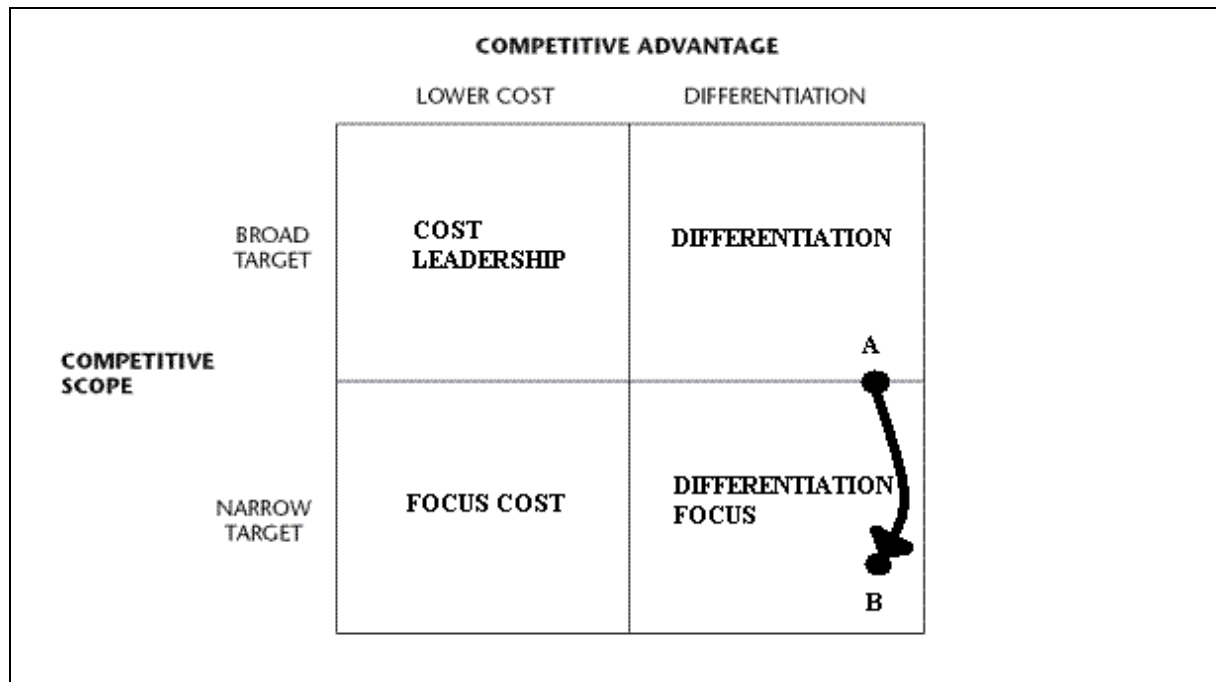 COMPETITIVE ADVANTAGE
LOWER COST
DIFFERENTIATION
BROAD
TARGET
COST
LEADERSHIP
DIFFERENTIATION
A
COMPETITIVE
SCOPE
NARROW
TARGET
FOCUS COST
DIFFERENTIATION
FOCUS
B